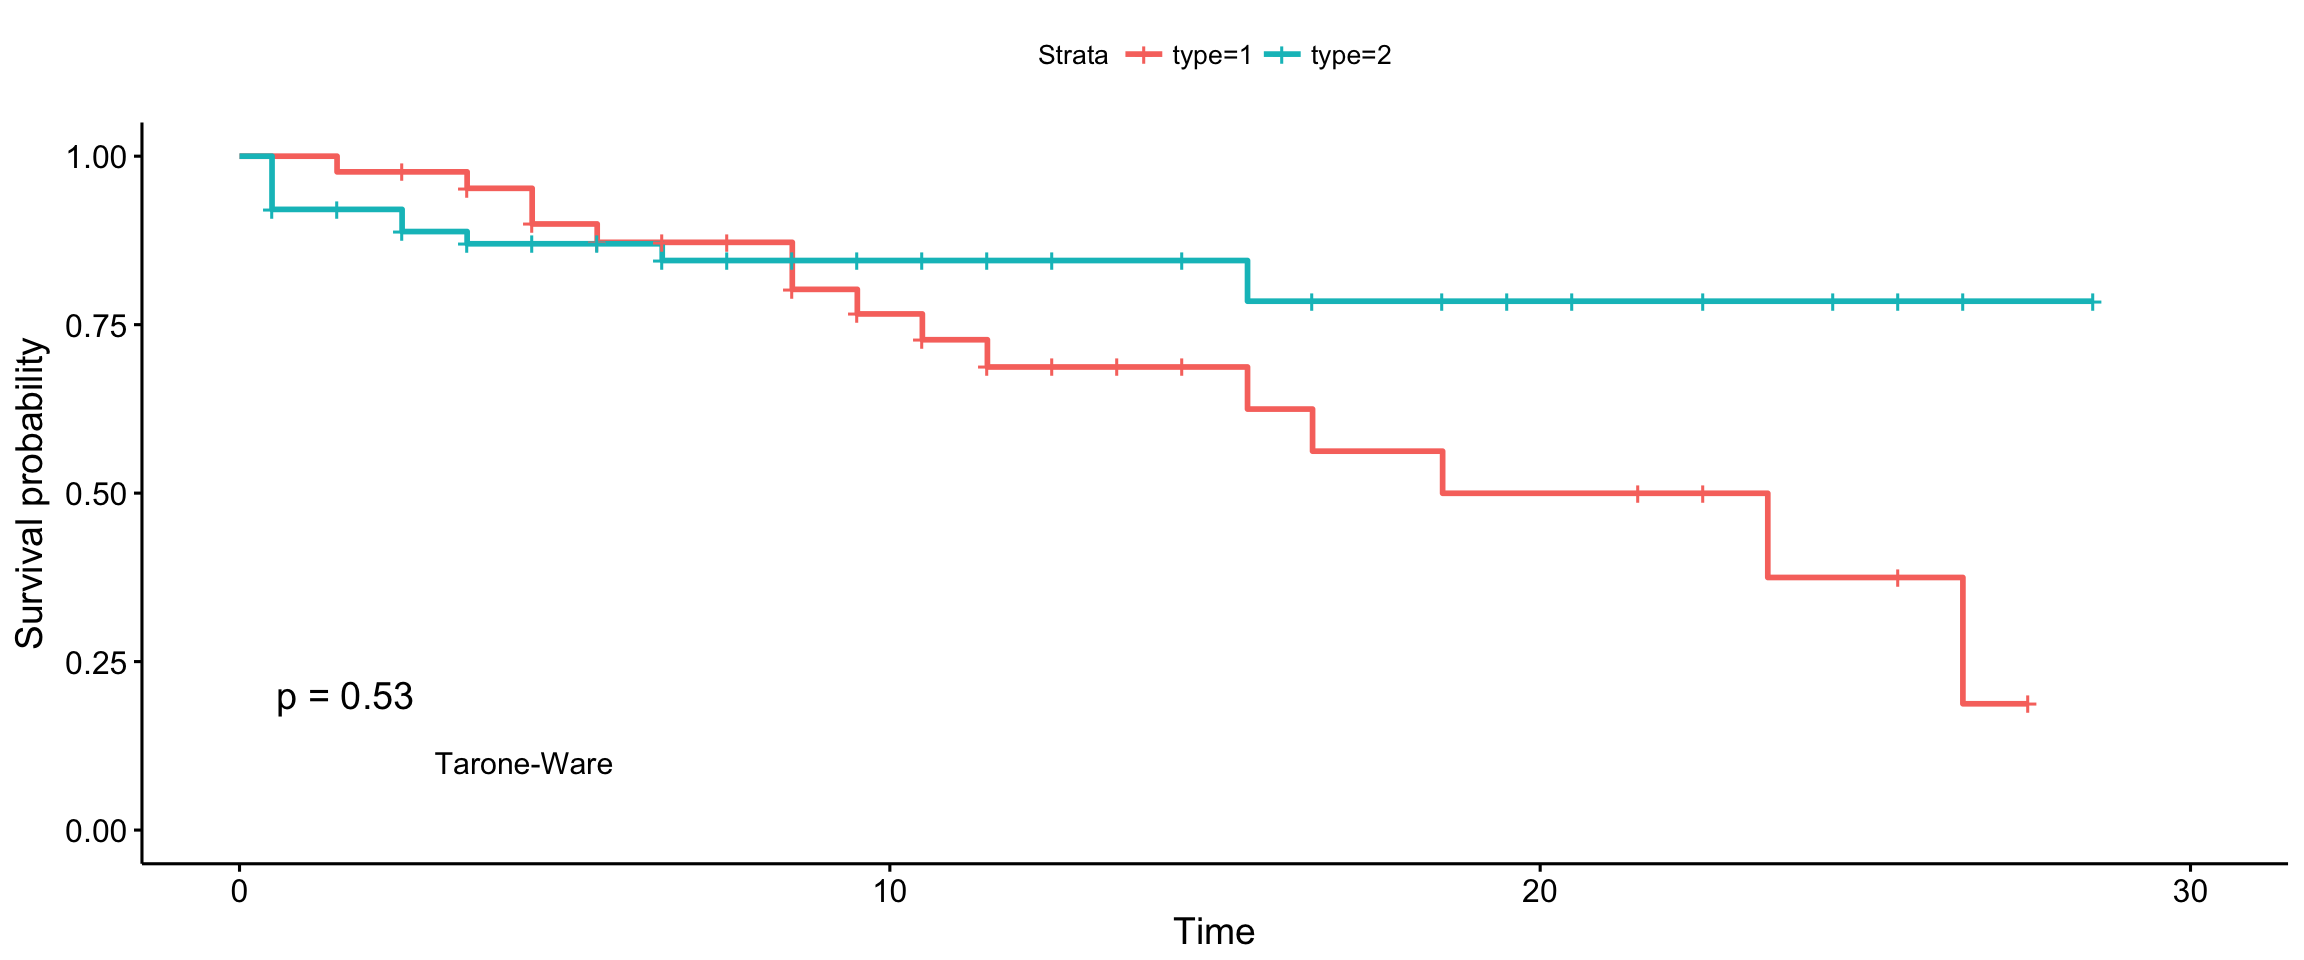 Strata type=1 type=2
1.00
0.75
0.50
0.25
0.00
Survival probability
p = 0.53
Tarone-Ware
0 10 20 30
Time